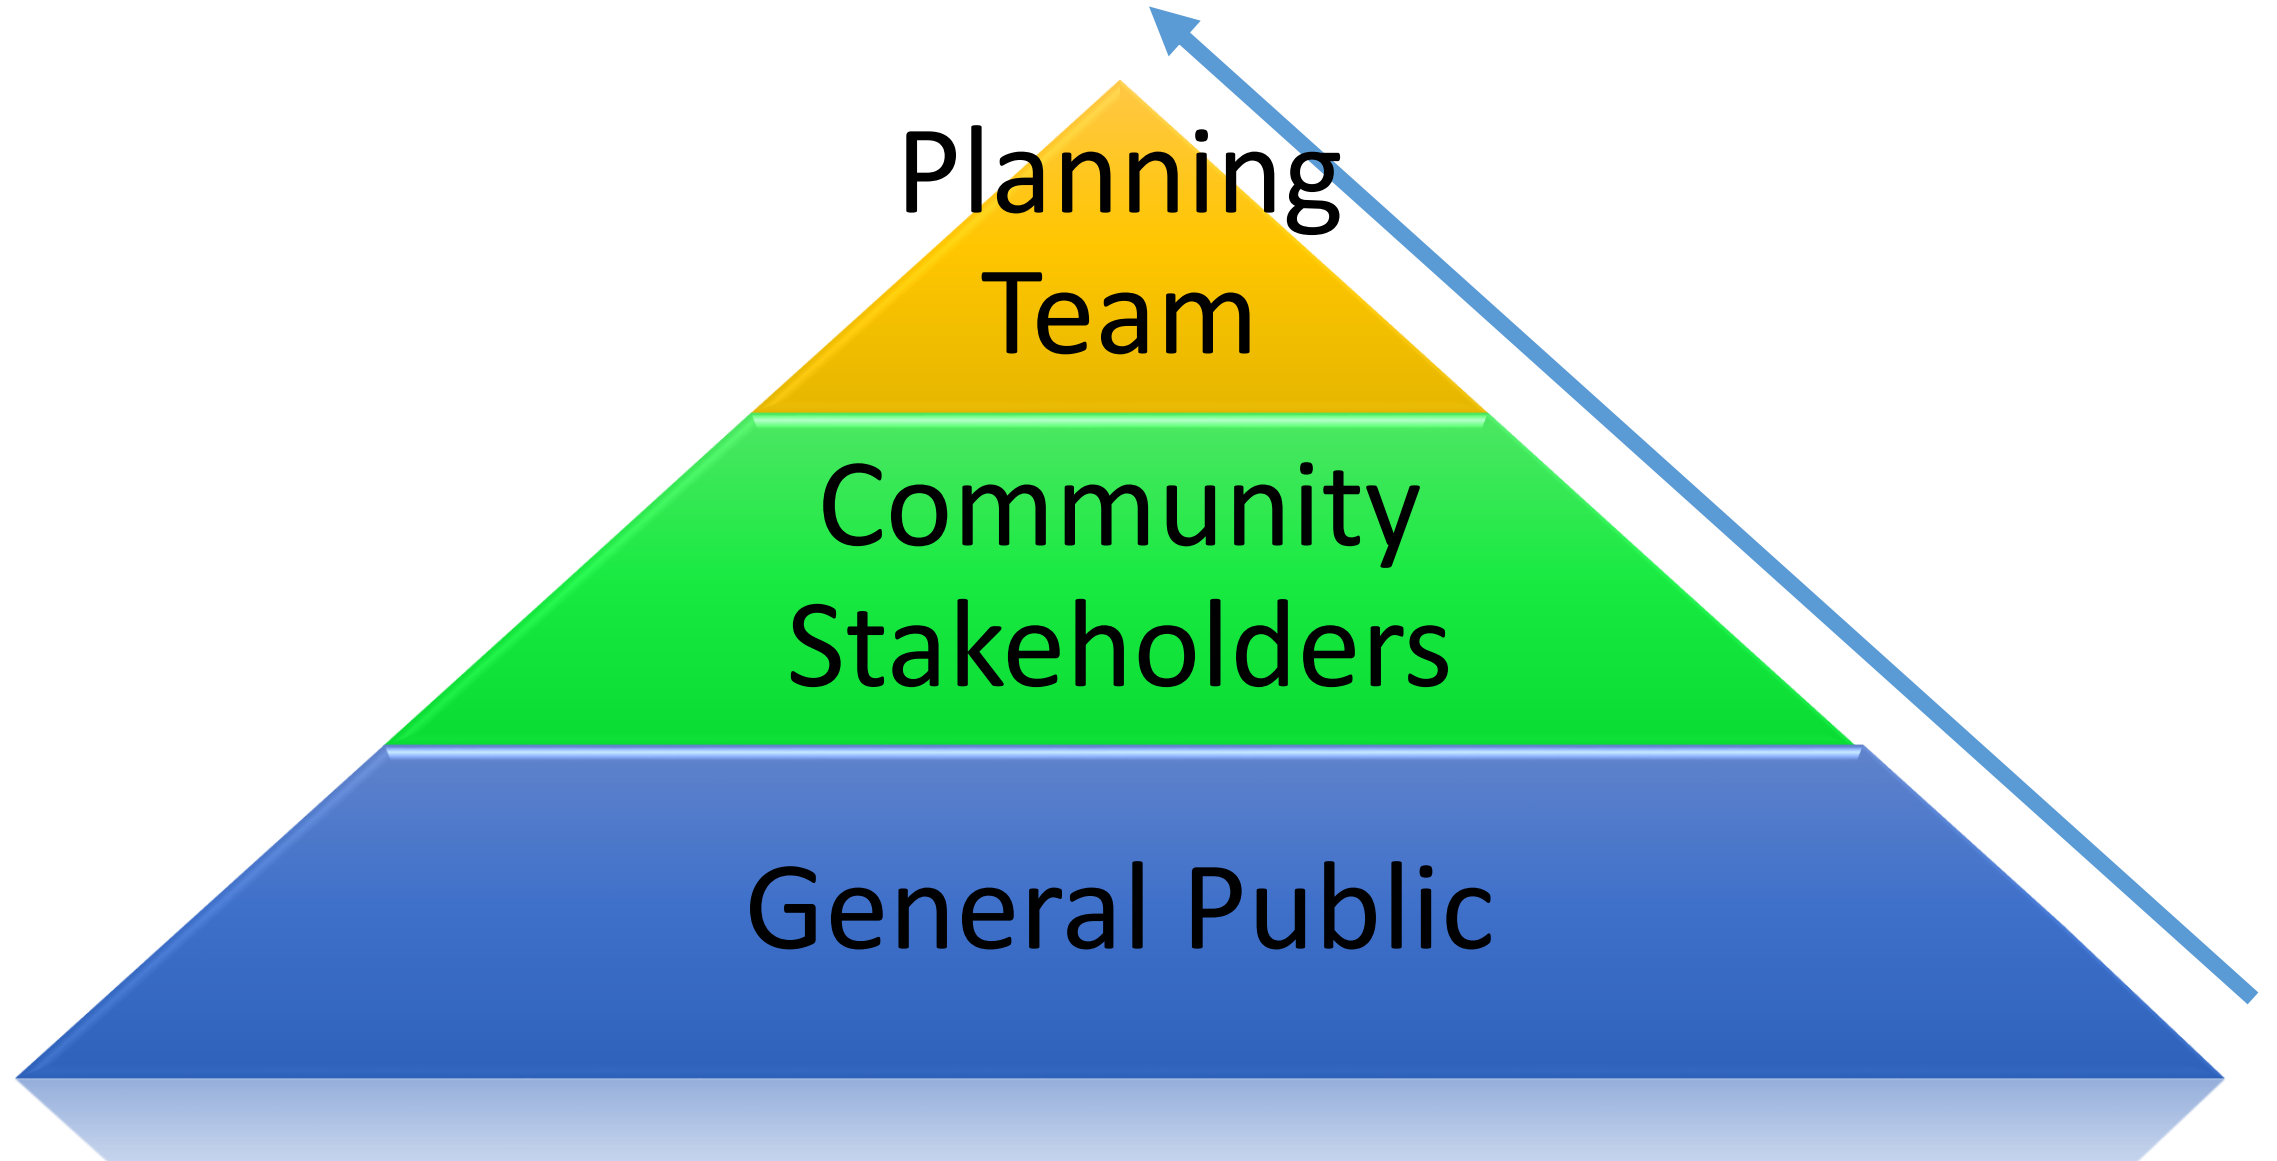 Planning
Team
Community
Stakeholders
General Public